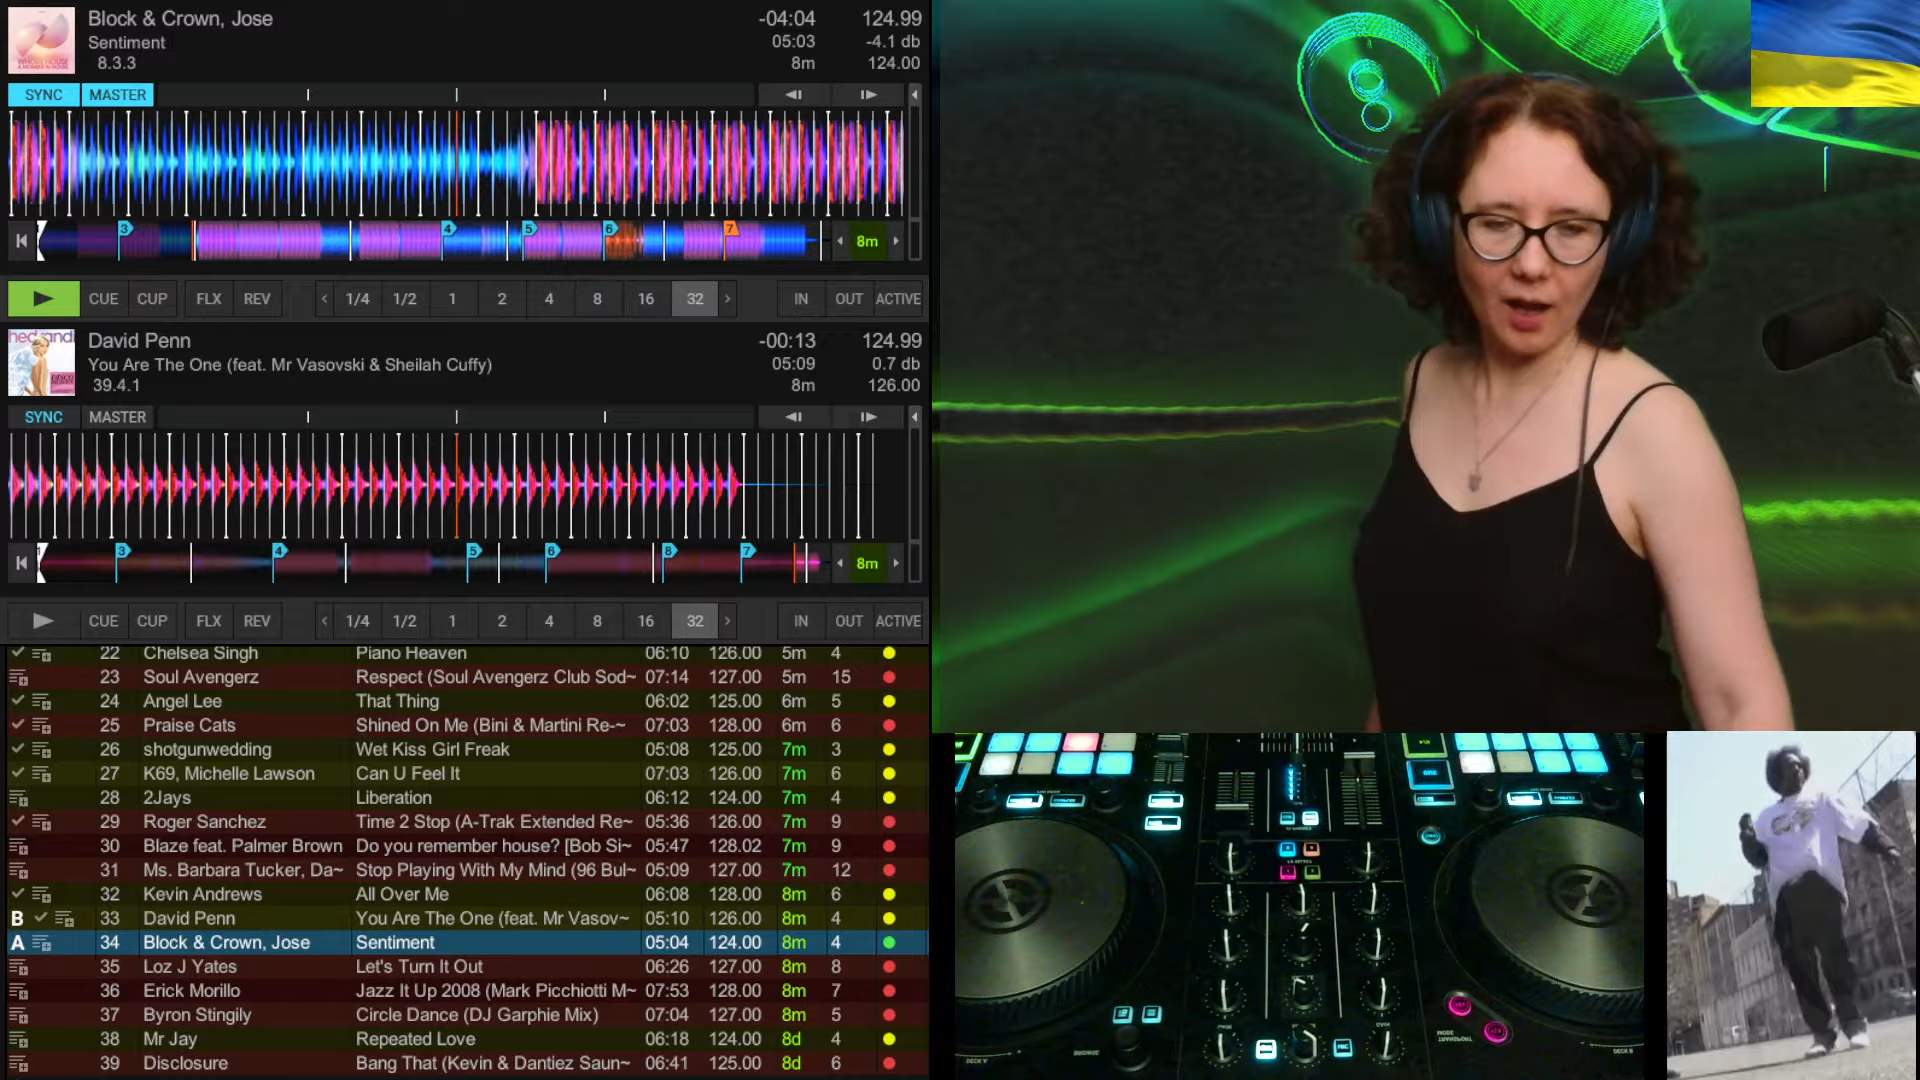 Block & Crown, Jose -04:04 124.99
Sentiment 05:03 -4.1 db
8.3.3 8m 124.00
SYNC MASTER
3 4 5 6 7 8m
CUE CUP FLX REV 1/4 1/2 1 2 4 8 16 32 IN OUT ACTIVE
David Penn -00:13 124.99
You Are The One (feat. Mr Vasovski & Sheilah Cuffy) 05:09 0.7 db
39.4.1 8m 126.00
SYNC MASTER
3 4 5 6 8 7 8m
CUE CUP FLX REV 1/4 1/2 1 2 4 8 16 32 IN OUT ACTIVE
22 Chelsea Singh Piano Heaven 06:10 126.00 5m 4
23 Soul Avengerz Respect (Soul Avengerz Club Sod~ 07:14 127.00 5m 15
24 Angel Lee That Thing 06:02 125.00 6m 5
25 Praise Cats Shined On Me (Bini & Martini Re-~ 07:03 128.00 6m 6
26 shotgunwedding Wet Kiss Girl Freak 05:08 125.00 7m 3
27 K69, Michelle Lawson Can U Feel It 07:03 126.00 7m 6
28 2Jays Liberation 06:12 124.00 7m 4
29 Roger Sanchez Time 2 Stop (A-Trak Extended Re~ 05:36 126.00 7m 9
30 Blaze feat. Palmer Brown Do you remember house? [Bob Si~ 05:47 128.02 7m 9
31 Ms. Barbara Tucker, Da~ Stop Playing With My Mind (96 Bul~ 05:09 127.00 7m 12
32 Kevin Andrews All Over Me 06:08 128.00 8m 6
B 33 David Penn You Are The One (feat. Mr Vasov~ 05:10 126.00 8m 4
A 34 Block & Crown, Jose Sentiment 05:04 124.00 8m 4
35 Loz J Yates Let's Turn It Out 06:26 127.00 8m 8
36 Erick Morillo Jazz It Up 2008 (Mark Picchiotti M~ 07:53 128.00 8m 7
37 Byron Stingily Circle Dance (DJ Garphie Mix) 07:04 127.00 8m 5
38 Mr Jay Repeated Love 06:18 124.00 8d 4
39 Disclosure Bang That (Kevin & Dantiez Saun~ 06:41 125.00 8d 6